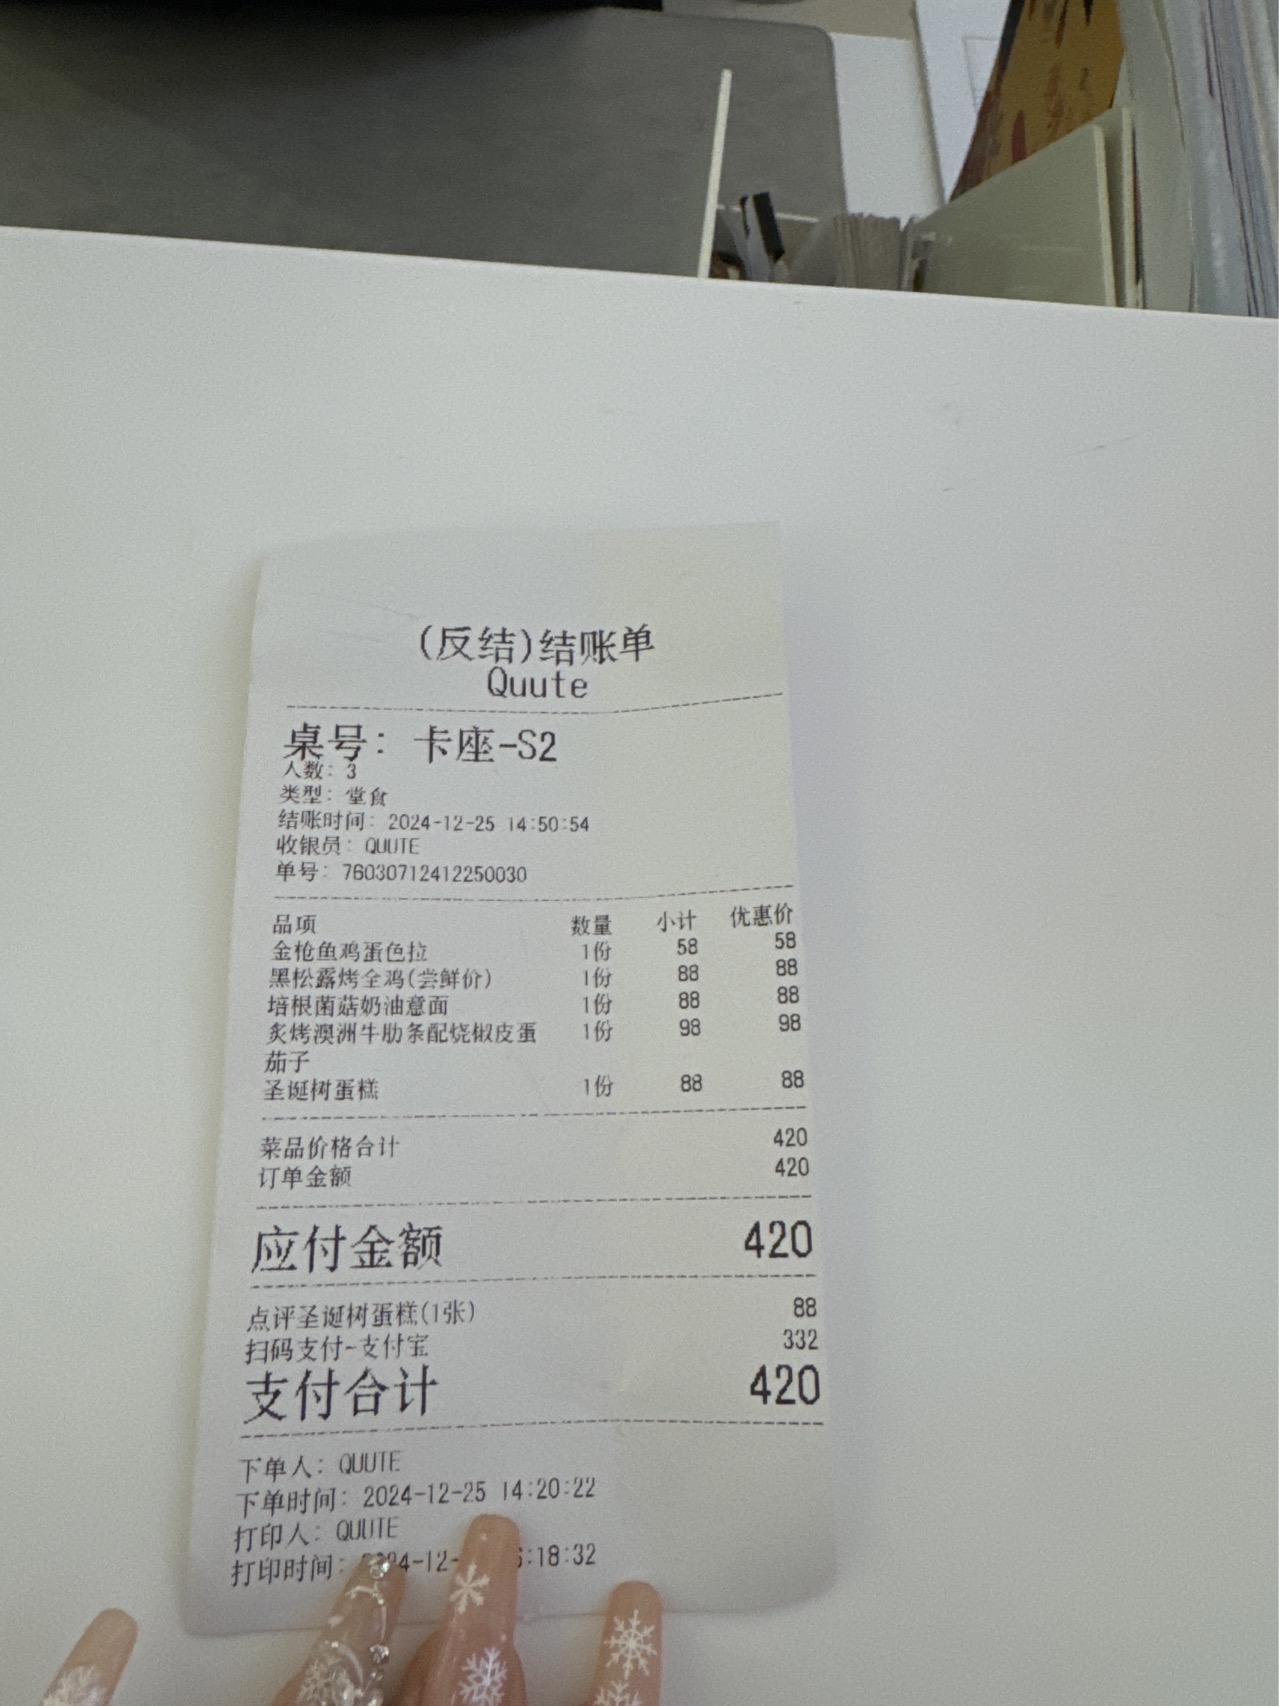 (反结)结账单
Quute
桌号: 卡座-S2
人数: 3
类型: 堂食
结账时间: 2024-12-25 14:50:54
收银员: QUUTE
单号: 76030712412250030
品项 数量 小计 优惠价
金枪鱼鸡蛋色拉 1份 58 58
黑松露烤全鸡(尝鲜价) 1份 88 88
培根菌菇奶油意面 1份 88 88
炙烤澳洲牛肋条配烧椒皮蛋 1份 98 98
茄子
圣诞树蛋糕 1份 88 88
菜品价格合计 420
订单金额 420
应付金额 420
点评圣诞树蛋糕(1张) 88
扫码支付-支付宝 332
支付合计 420
下单人: QUUTE
下单时间: 2024-12-25 14:20:22
打印人: QUUTE
打印时间: :18:32